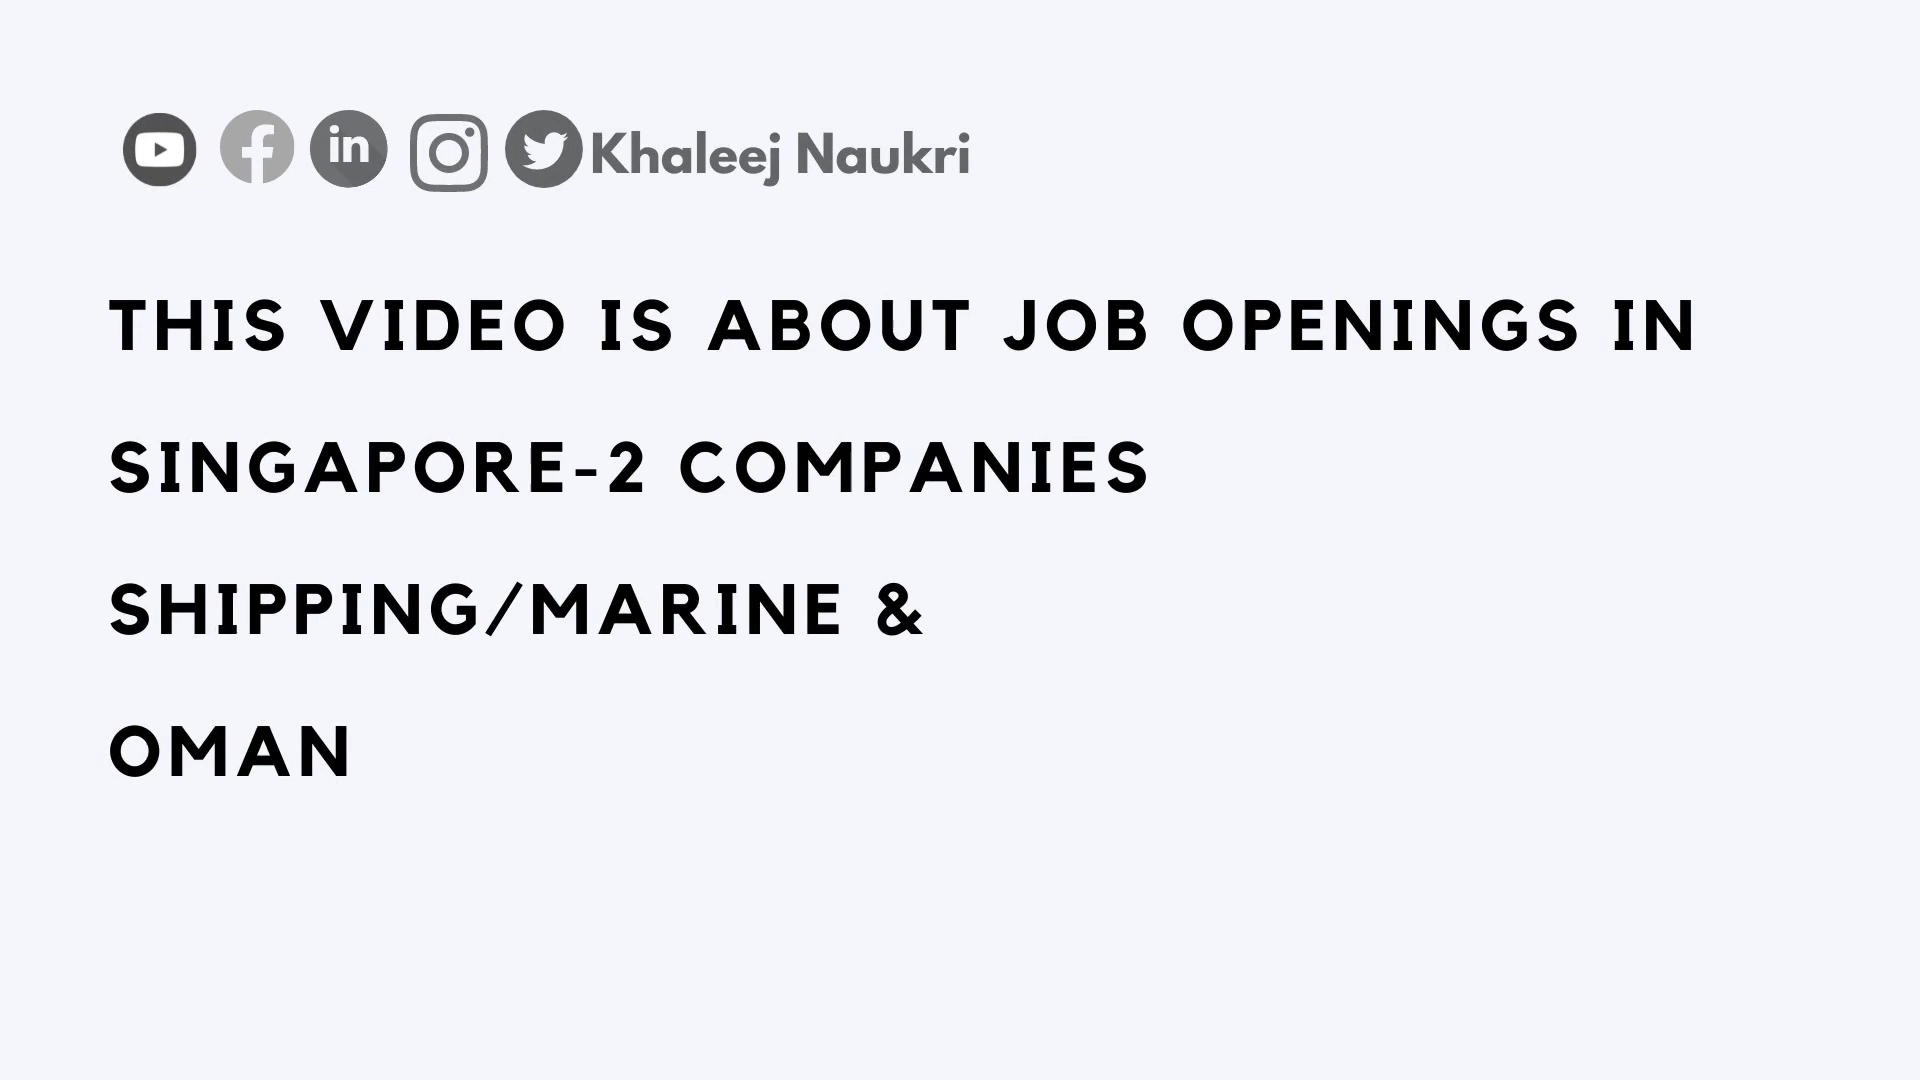 Khaleej Naukri
THIS VIDEO IS ABOUT JOB OPENINGS IN
SINGAPORE-2 COMPANIES
SHIPPING/MARINE &
OMAN